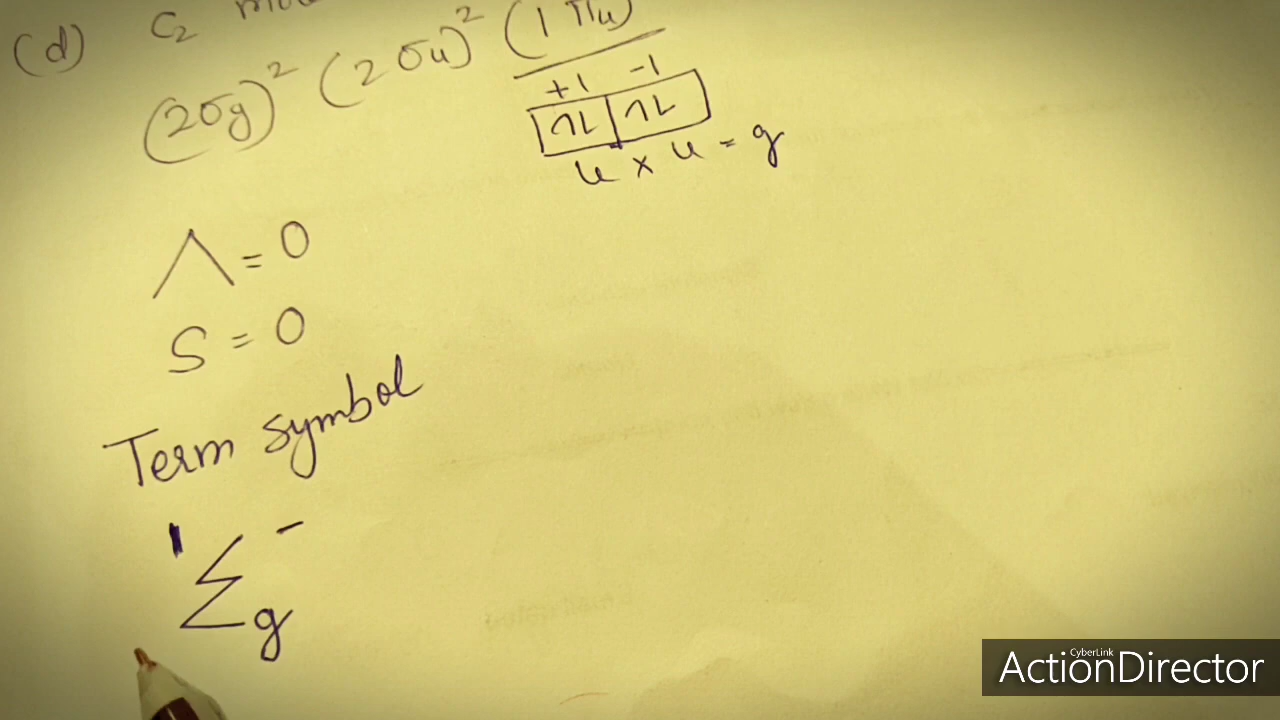 (d) C₂
(2σg)² (2σu)² (1πu)
+1 -1
↿⇂ ↿⇂
u × u = g
Λ = 0
S = 0
Term symbol
¹Σg⁻
CyberLink
ActionDirector